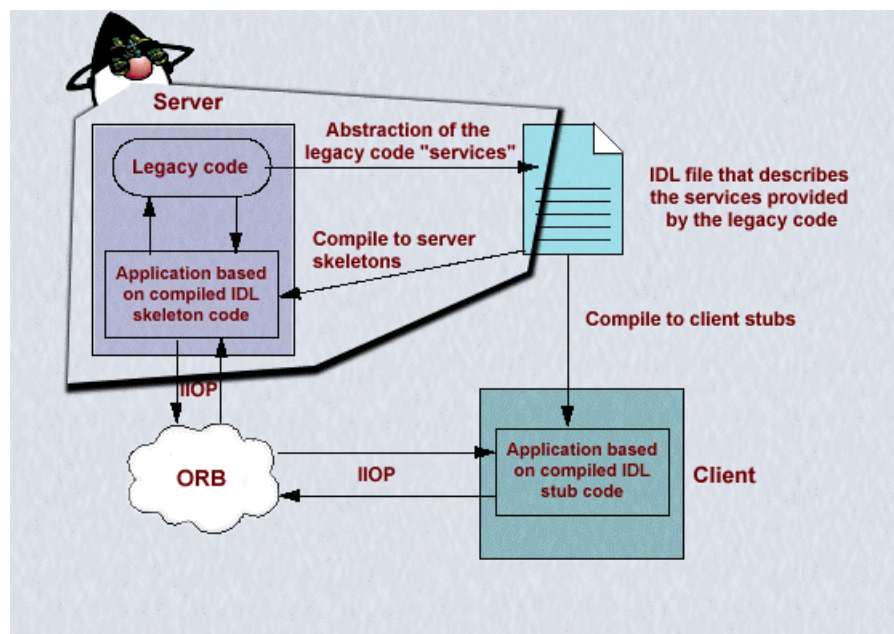 Server
Abstraction of the
legacy code "services"
Legacy code
IDL file that describes
the services provided
by the legacy code
Compile to server
skeletons
Application based
on compiled IDL
skeleton code
Compile to client stubs
IIOP
ORB
IIOP
Application based
on compiled IDL
stub code
Client